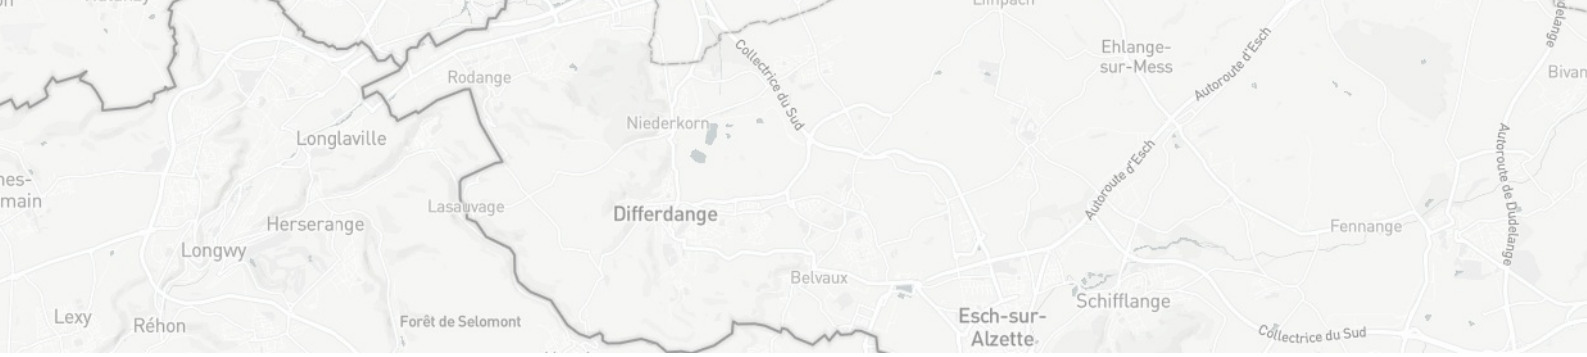 Limpach
Collectrice du Sud
Ehlange-
sur-Mess
Autoroute d'Esch
Rodange
Niederkorn
Longlaville
Autoroute d'Esch
Autoroute de Dudelange
Lasauvage
Differdange
Herserange
Longwy
Fennange
Belvaux
Schifflange
Esch-sur-
Alzette
Lexy
Réhon
Forêt de Selomont
Collectrice du Sud